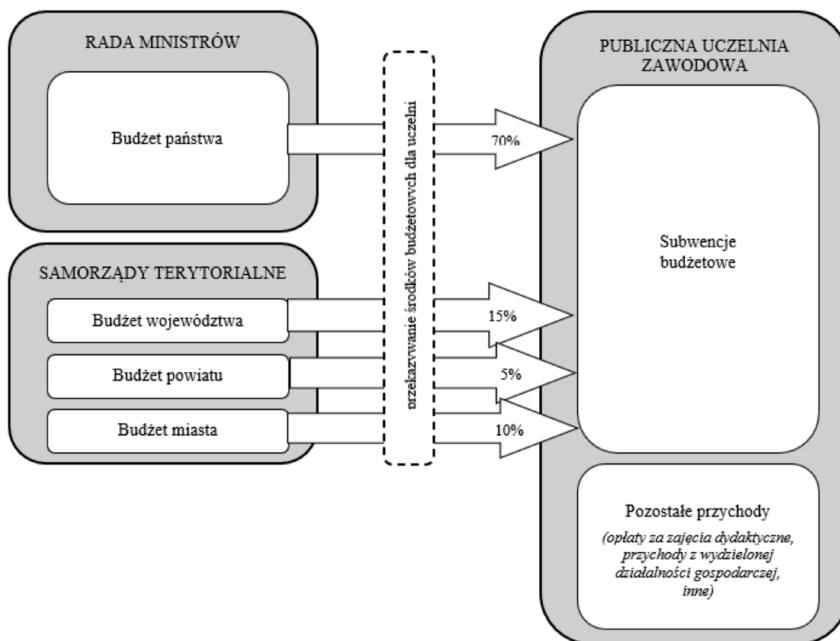 RADA MINISTRÓW
Budżet państwa
SAMORZĄDY TERYTORIALNE
Budżet województwa
Budżet powiatu
Budżet miasta
przekazywanie środków budżetowych dla uczelni
70%
15%
5%
10%
PUBLICZNA UCZELNIA
ZAWODOWA
Subwencje
budżetowe
Pozostałe przychody
(opłaty za zajęcia dydaktyczne,
przychody z wydzielonej
działalności gospodarczej,
inne)